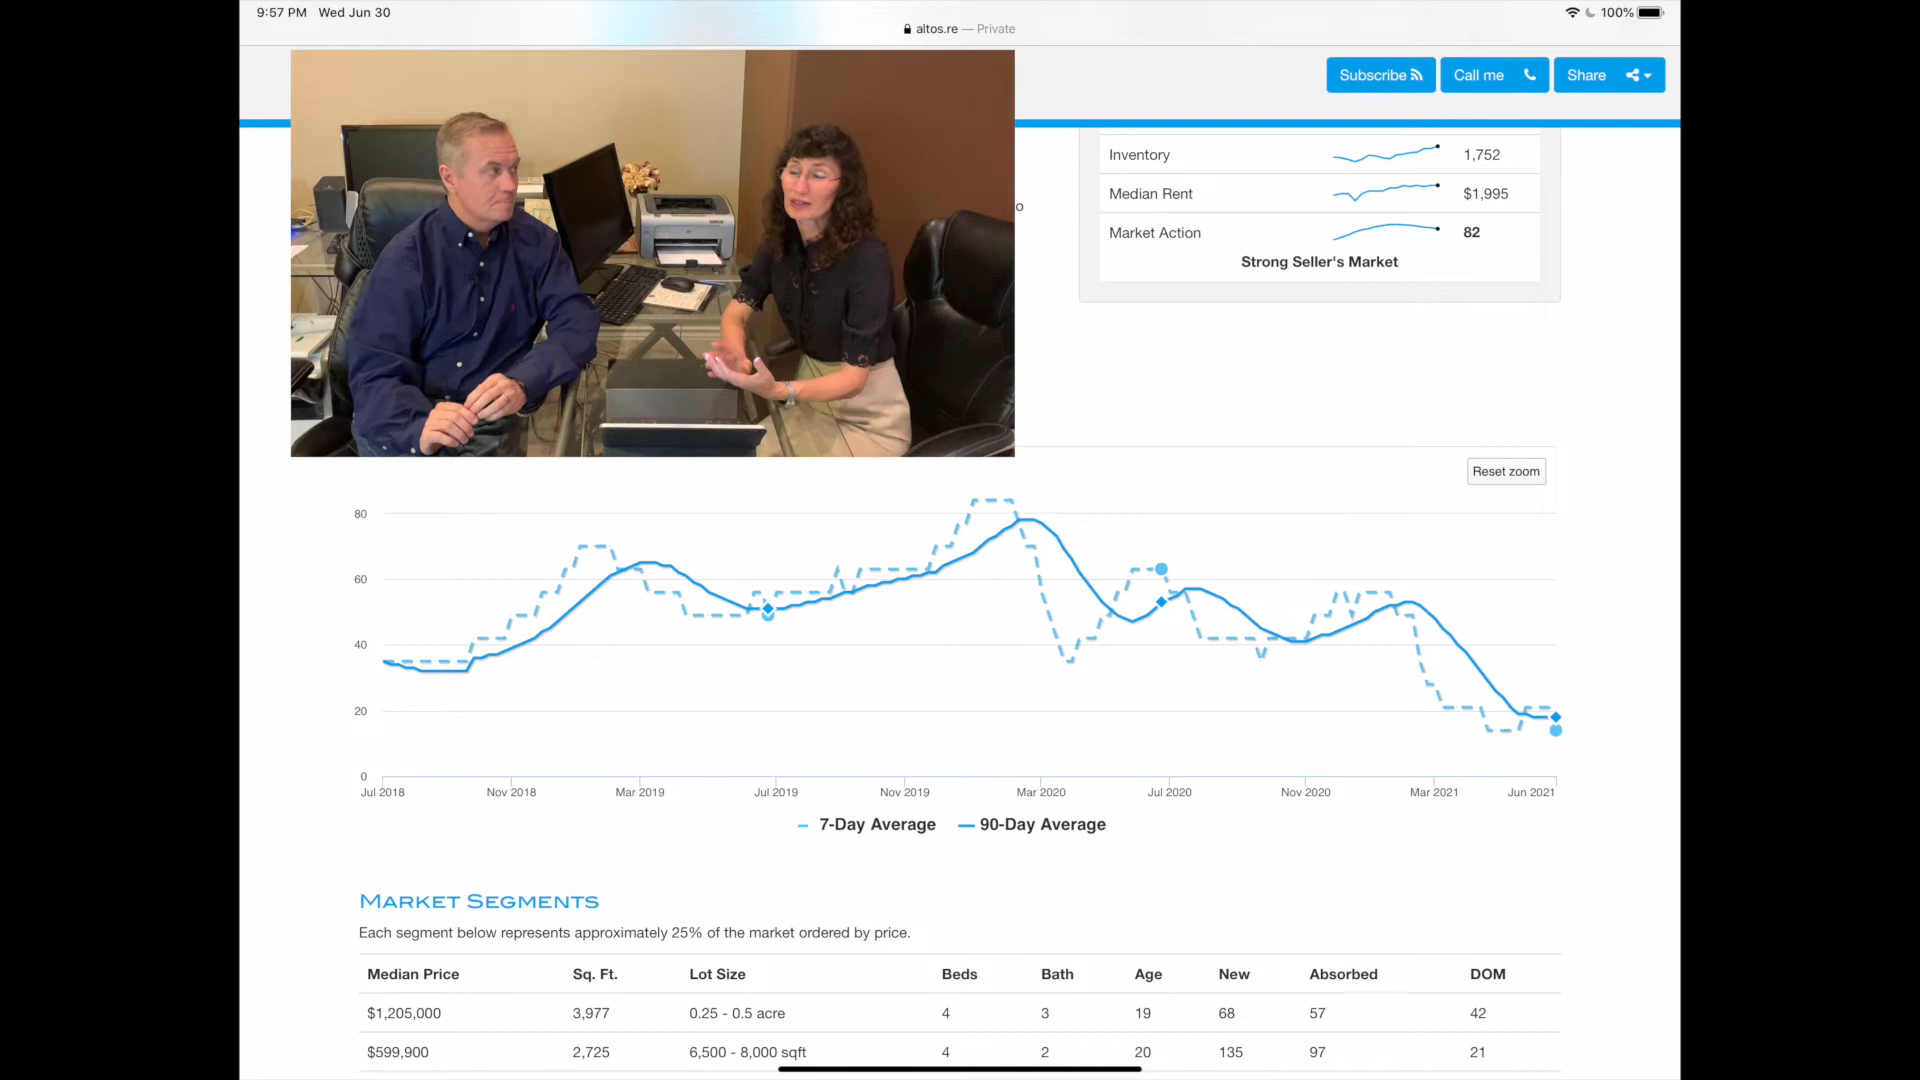 9:57 PM Wed Jun 30
100%
altos.re — Private
Subscribe
Call me
Share
Inventory 1,752
Median Rent $1,995
o
Market Action 82
Strong Seller's Market
Reset zoom
80
60
40
20
0
Jul 2018 Nov 2018 Mar 2019 Jul 2019 Nov 2019 Mar 2020 Jul 2020 Nov 2020 Mar 2021 Jun 2021
7-Day Average 90-Day Average
MARKET SEGMENTS
Each segment below represents approximately 25% of the market ordered by price.
Median Price Sq. Ft. Lot Size Beds Bath Age New Absorbed DOM
$1,205,000 3,977 0.25 - 0.5 acre 4 3 19 68 57 42
$599,900 2,725 6,500 - 8,000 sqft 4 2 20 135 97 21